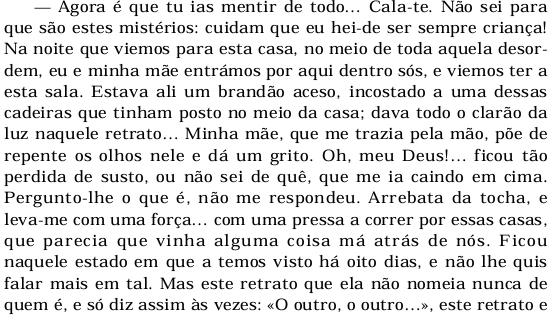 — Agora é que tu ias mentir de todo... Cala-te. Não sei para
que são estes mistérios: cuidam que eu hei-de ser sempre criança!
Na noite que viemos para esta casa, no meio de toda aquela desor-
dem, eu e minha mãe entrámos por aqui dentro sós, e viemos ter a
esta sala. Estava ali um brandão aceso, incostado a uma dessas
cadeiras que tinham posto no meio da casa; dava todo o clarão da
luz naquele retrato... Minha mãe, que me trazia pela mão, põe de
repente os olhos nele e dá um grito. Oh, meu Deus!... ficou tão
perdida de susto, ou não sei de quê, que me ia caindo em cima.
Pergunto-lhe o que é, não me respondeu. Arrebata da tocha, e
leva-me com uma força... com uma pressa a correr por essas casas,
que parecia que vinha alguma coisa má atrás de nós. Ficou
naquele estado em que a temos visto há oito dias, e não lhe quis
falar mais em tal. Mas este retrato que ela não nomeia nunca de
quem é, e só diz assim às vezes: «O outro, o outro...», este retrato e